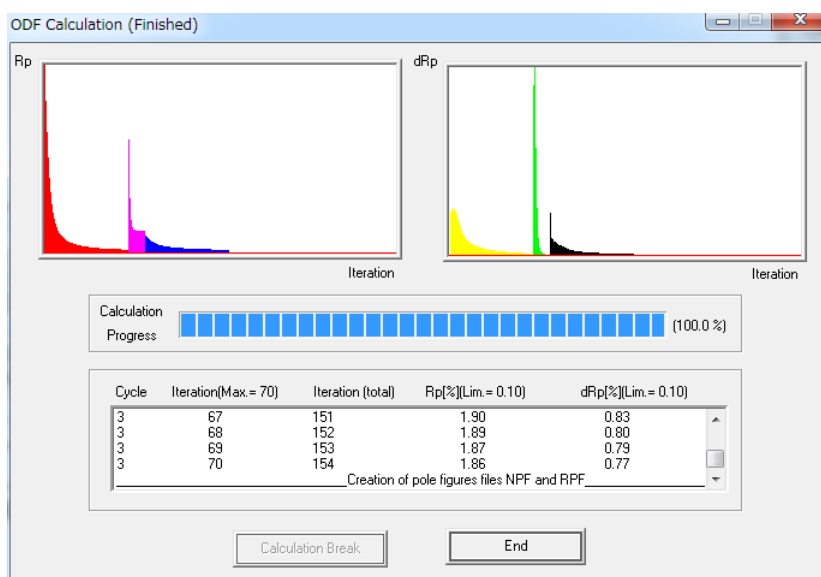 ODF Calculation (Finished)
Rp
dRp
Iteration
Iteration
Calculation
Progress
(100.0 %)
Cycle Iteration(Max.= 70) Iteration (total) Rp[%](Lim.= 0.10) dRp[%](Lim.= 0.10)
3 67 151 1.90 0.83
3 68 152 1.89 0.80
3 69 153 1.87 0.79
3 70 154 1.86 0.77
Creation of pole figures files NPF and RPF
Calculation Break
End